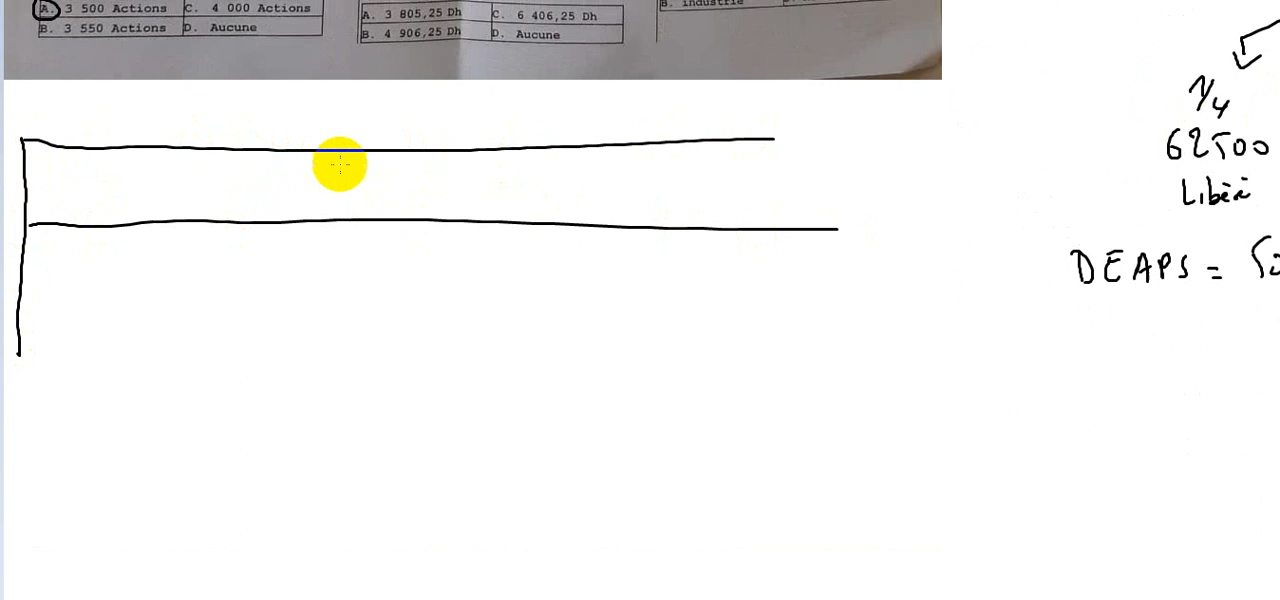 A. 3 500 Actions C. 4 000 Actions
B. 3 550 Actions D. Aucune
A. 3 805,25 Dh C. 6 406,25 Dh
B. 4 906,25 Dh D. Aucune
B. industrie
1/4
62500
Libéré
DEAPS =